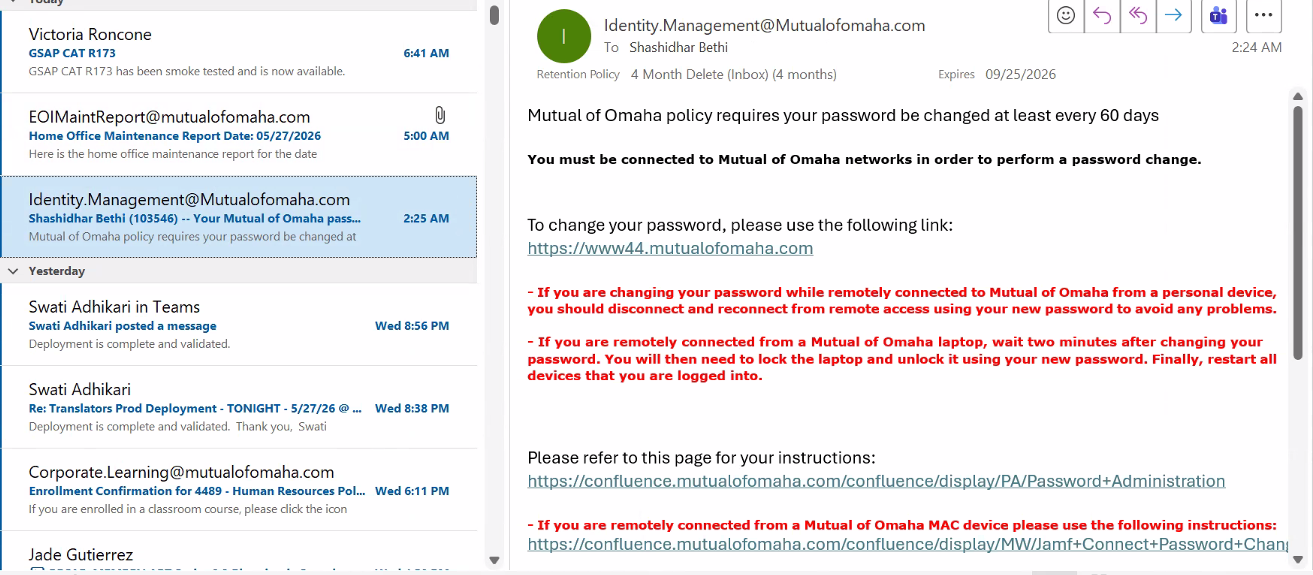 Today
Victoria Roncone
GSAP CAT R173 6:41 AM
GSAP CAT R173 has been smoke tested and is now available.
EOIMaintReport@mutualofomaha.com
Home Office Maintenance Report Date: 05/27/2026 5:00 AM
Here is the home office maintenance report for the date
Identity.Management@Mutualofomaha.com
Shashidhar Bethi (103546) -- Your Mutual of Omaha pass... 2:25 AM
Mutual of Omaha policy requires your password be changed at
Yesterday
Swati Adhikari in Teams
Swati Adhikari posted a message Wed 8:56 PM
Deployment is complete and validated.
Swati Adhikari
Re: Translators Prod Deployment - TONIGHT - 5/27/26 @ ... Wed 8:38 PM
Deployment is complete and validated. Thank you, Swati
Corporate.Learning@mutualofomaha.com
Enrollment Confirmation for 4489 - Human Resources Pol... Wed 6:11 PM
If you are enrolled in a classroom course, please click the icon
Jade Gutierrez
I
Identity.Management@Mutualofomaha.com
To Shashidhar Bethi
2:24 AM
Retention Policy 4 Month Delete (Inbox) (4 months) Expires 09/25/2026
Mutual of Omaha policy requires your password be changed at least every 60 days
You must be connected to Mutual of Omaha networks in order to perform a password change.
To change your password, please use the following link:
https://www44.mutualofomaha.com
- If you are changing your password while remotely connected to Mutual of Omaha from a personal device,
you should disconnect and reconnect from remote access using your new password to avoid any problems.
- If you are remotely connected from a Mutual of Omaha laptop, wait two minutes after changing your
password. You will then need to lock the laptop and unlock it using your new password. Finally, restart all
devices that you are logged into.
Please refer to this page for your instructions:
https://confluence.mutualofomaha.com/confluence/display/PA/Password+Administration
- If you are remotely connected from a Mutual of Omaha MAC device please use the following instructions:
https://confluence.mutualofomaha.com/confluence/display/MW/Jamf+Connect+Password+Chang